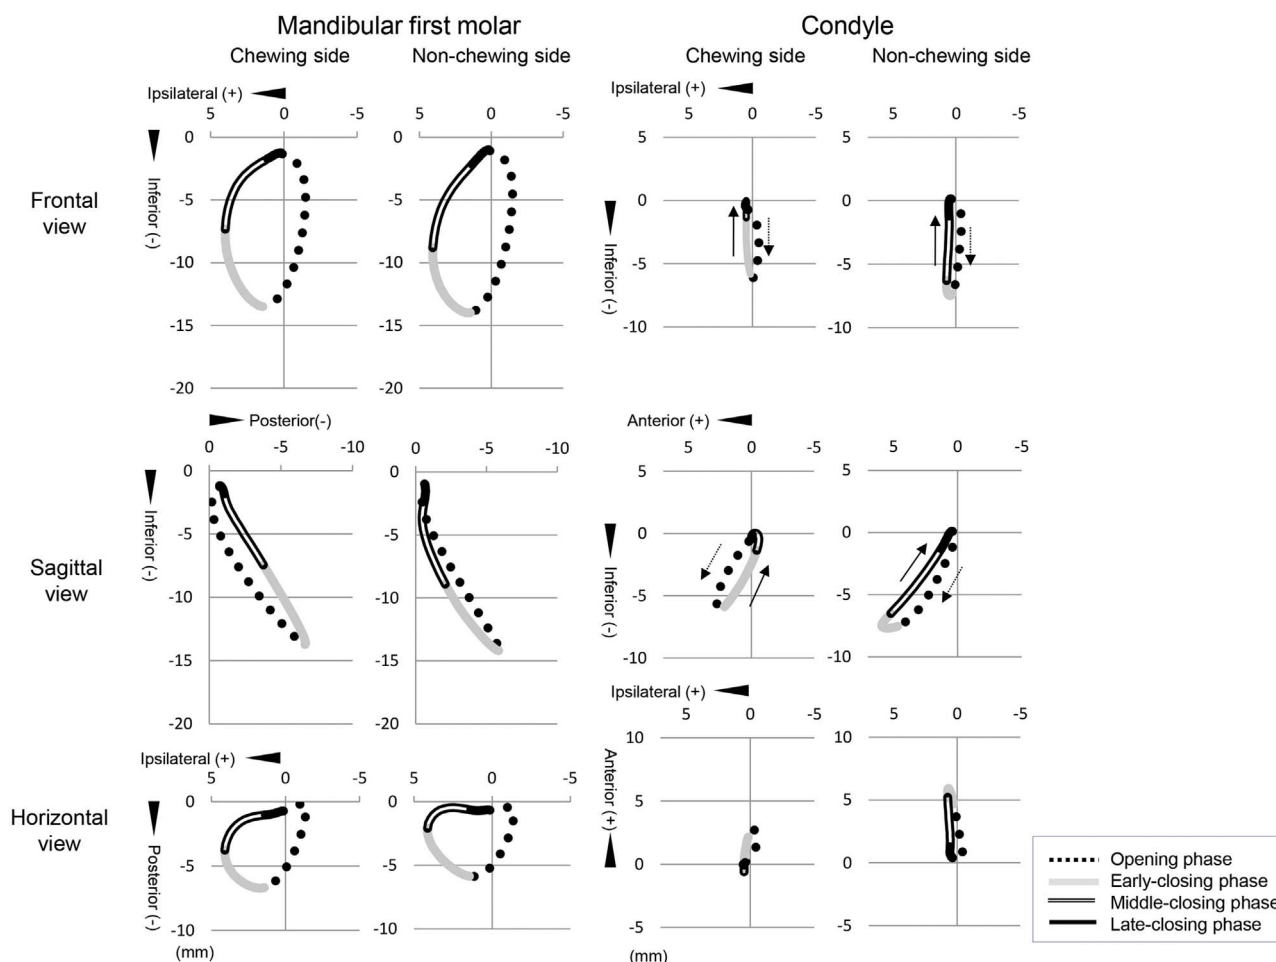 Mandibular first molar
Condyle
Chewing side
Non-chewing side
Chewing side
Non-chewing side
Frontal
view
Ipsilateral (+)
5 0 -5
5 0 -5
Inferior (-)
0
-5
-10
-15
-20
0
-5
-10
-15
-20
Ipsilateral (+)
5 0 -5
5 0 -5
Inferior (-)
5
0
-5
-10
5
0
-5
-10
Sagittal
view
Posterior(-)
0 -5 -10
0 -5 -10
Inferior (-)
0
-5
-10
-15
-20
0
-5
-10
-15
-20
Anterior (+)
5 0 -5
5 0 -5
Inferior (-)
5
0
-5
-10
5
0
-5
-10
Horizontal
view
Ipsilateral (+)
5 0 -5
5 0 -5
Posterior (-)
0
-5
-10
(mm)
0
-5
-10
Ipsilateral (+)
5 0 -5
5 0 -5
Anterior (+)
10
5
0
-5
(mm)
10
5
0
-5
Opening phase
Early-closing phase
Middle-closing phase
Late-closing phase